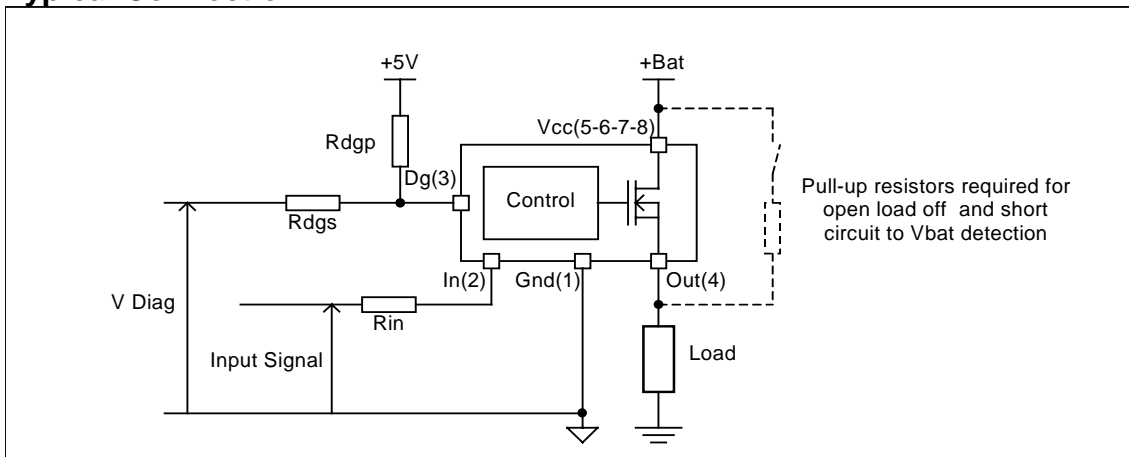 +5V
+Bat
Rdgp
Vcc(5-6-7-8)
Dg(3)
Control
Pull-up resistors required for
open load off and short
circuit to Vbat detection
Rdgs
In(2)
Gnd(1)
Out(4)
V Diag
Rin
Input Signal
Load